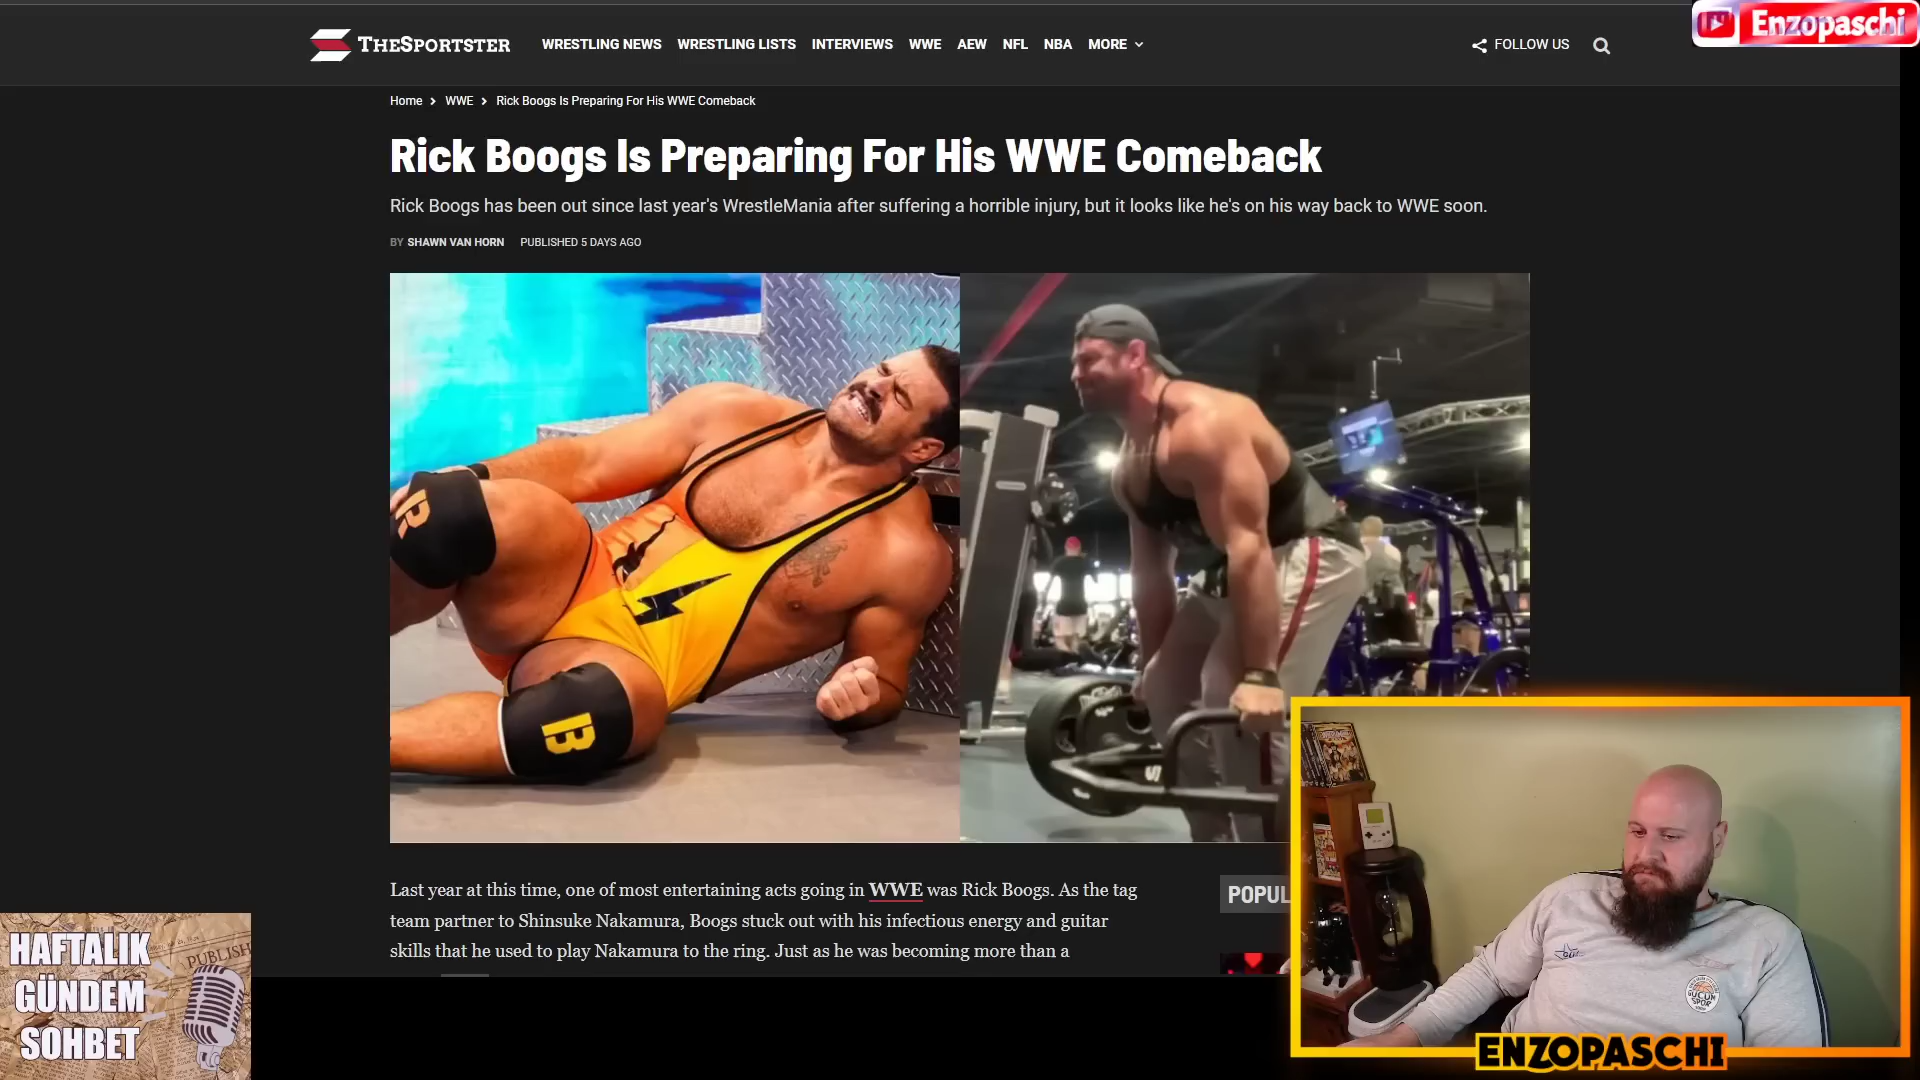 THESPORTSTER
WRESTLING NEWS WRESTLING LISTS INTERVIEWS WWE AEW NFL NBA MORE
FOLLOW US
Enzopaschi
Home > WWE > Rick Boogs Is Preparing For His WWE Comeback
Rick Boogs Is Preparing For His WWE Comeback
Rick Boogs has been out since last year's WrestleMania after suffering a horrible injury, but it looks like he's on his way back to WWE soon.
BY SHAWN VAN HORN PUBLISHED 5 DAYS AGO
R
B
Last year at this time, one of most entertaining acts going in WWE was Rick Boogs. As the tag
team partner to Shinsuke Nakamura, Boogs stuck out with his infectious energy and guitar
skills that he used to play Nakamura to the ring. Just as he was becoming more than a
POPUL
HAFTALIK
GÜNDEM
SOHBET
PUBLISH
ENZOPASCHI